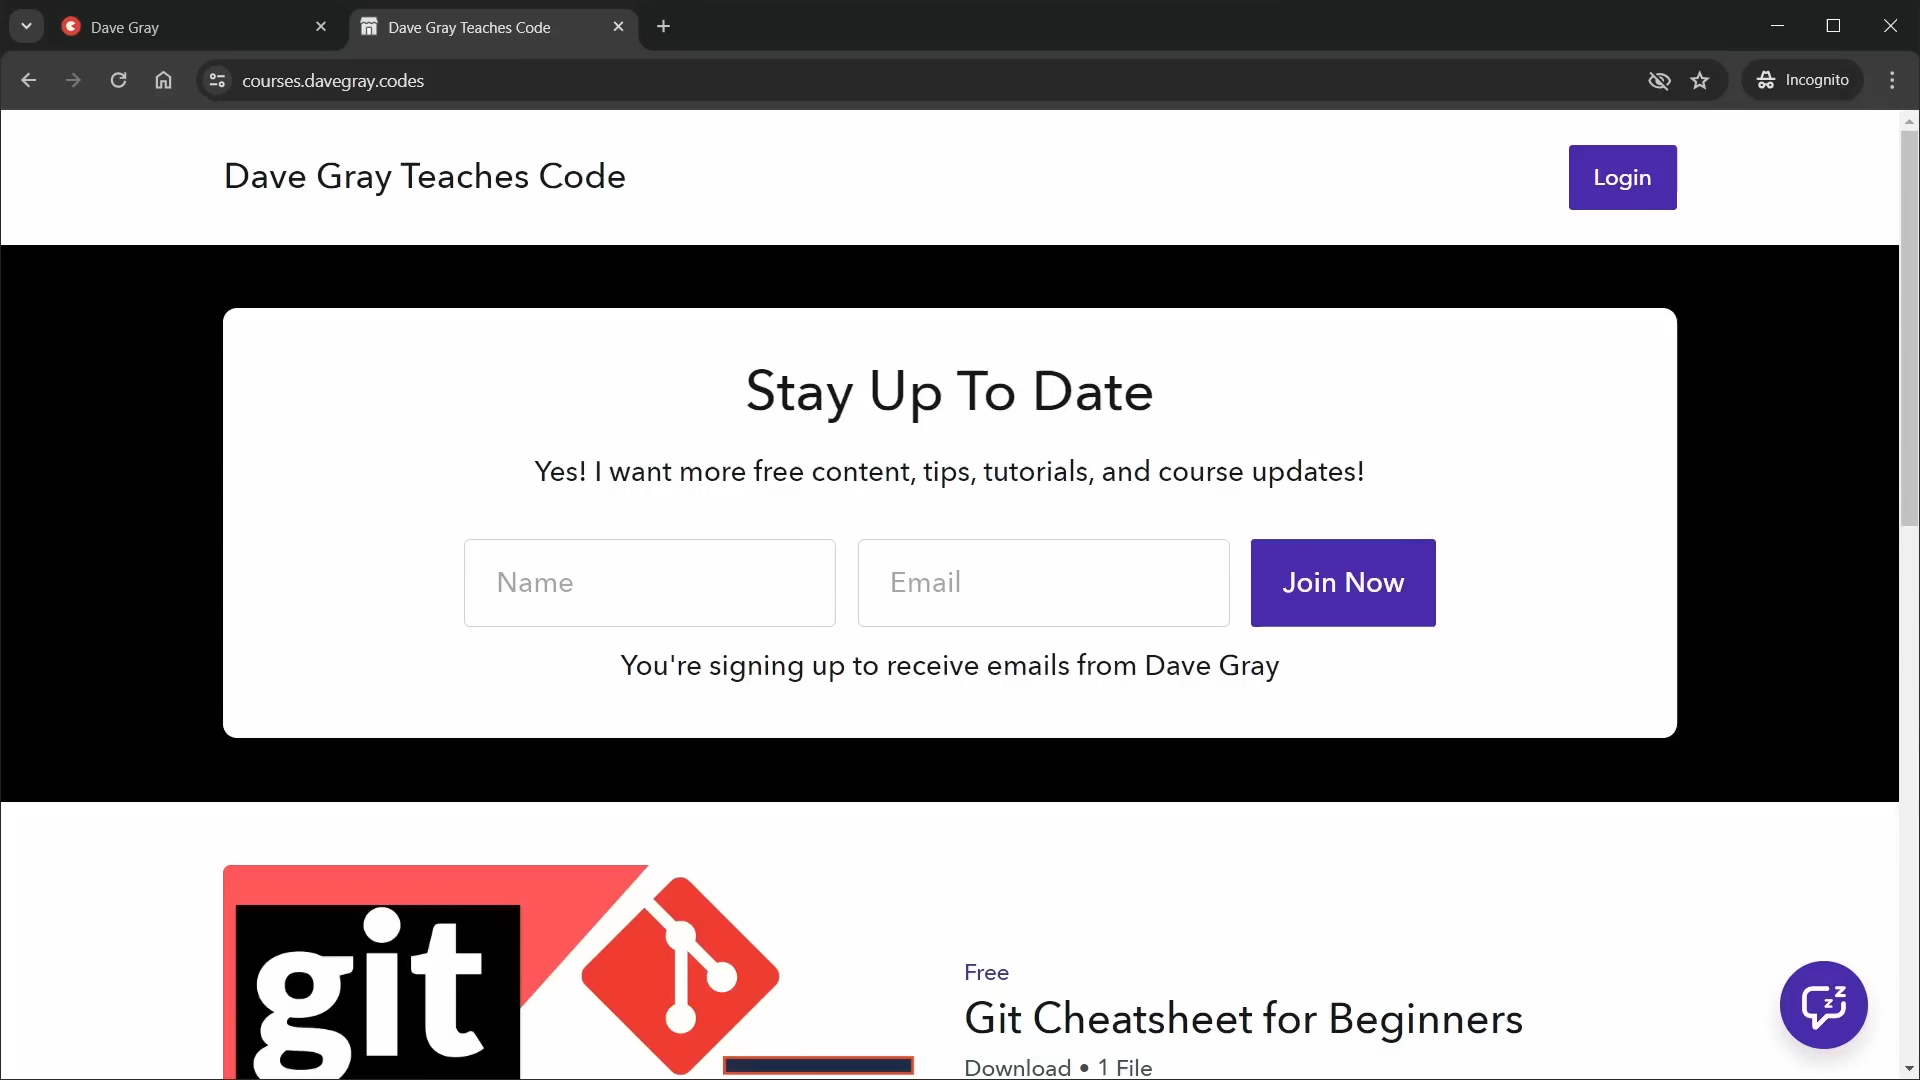 Dave Gray
Dave Gray Teaches Code
courses.davegray.codes
Incognito
Dave Gray Teaches Code
Login
Stay Up To Date
Yes! I want more free content, tips, tutorials, and course updates!
Name
Email
Join Now
You're signing up to receive emails from Dave Gray
git
Free
Git Cheatsheet for Beginners
Download • 1 File